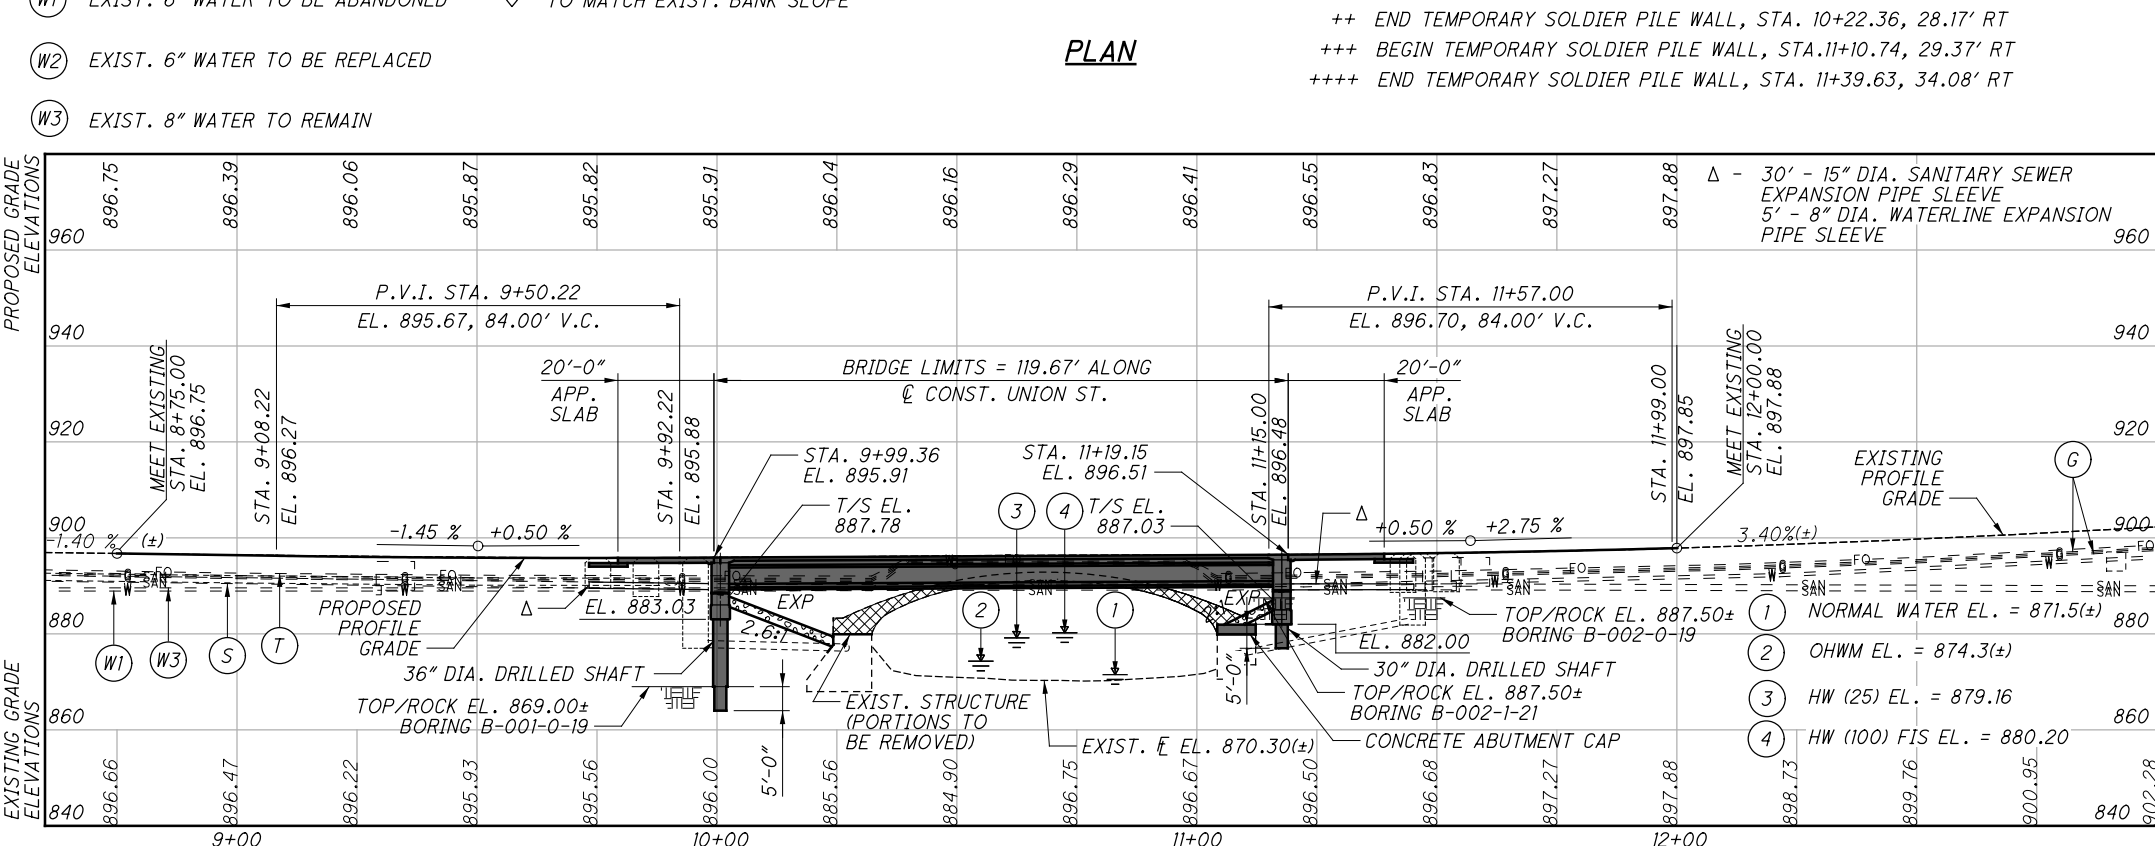 W1 EXIST. 6" WATER TO BE ABANDONED
TO MATCH EXIST. BANK SLOPE
W2 EXIST. 6" WATER TO BE REPLACED
W3 EXIST. 8" WATER TO REMAIN
PLAN
++ END TEMPORARY SOLDIER PILE WALL, STA. 10+22.36, 28.17' RT
+++ BEGIN TEMPORARY SOLDIER PILE WALL, STA.11+10.74, 29.37' RT
++++ END TEMPORARY SOLDIER PILE WALL, STA. 11+39.63, 34.08' RT
PROPOSED GRADE
ELEVATIONS
896.75
896.39
896.06
895.87
895.82
895.91
896.04
896.16
896.29
896.41
896.55
896.83
897.27
897.88
Δ - 30' - 15" DIA. SANITARY SEWER
EXPANSION PIPE SLEEVE
5' - 8" DIA. WATERLINE EXPANSION
PIPE SLEEVE
960
960
P.V.I. STA. 9+50.22
EL. 895.67, 84.00' V.C.
P.V.I. STA. 11+57.00
EL. 896.70, 84.00' V.C.
940
940
20'-0"
APP.
SLAB
BRIDGE LIMITS = 119.67' ALONG
℄ CONST. UNION ST.
20'-0"
APP.
SLAB
MEET EXISTING
STA. 8+75.00
EL. 896.75
STA. 9+08.22
EL. 896.27
STA. 9+92.22
EL. 895.88
STA. 11+15.00
EL. 896.48
STA. 11+99.00
EL. 897.85
MEET EXISTING
STA. 12+00.00
EL. 897.88
920
920
STA. 9+99.36
EL. 895.91
STA. 11+19.15
EL. 896.51
EXISTING
PROFILE
GRADE
G
T/S EL.
887.78
3
4
T/S EL.
887.03
Δ
900
900
-1.40 % (±)
-1.45 %
+0.50 %
+0.50 %
+2.75 %
3.40%(±)
G
FO
SAN
W
FO
SAN
G
W
FO
SAN
SAN
G
FO
SAN
G
W
SAN
FO
G
W
SAN
FO
G
W
SAN
FO
PROPOSED
PROFILE
GRADE
Δ
EL. 883.03
EXP
2.6:1
2
1
EXP
EL. 882.00
TOP/ROCK EL. 887.50±
BORING B-002-0-19
880
880
W1
W3
S
T
36" DIA. DRILLED SHAFT
30" DIA. DRILLED SHAFT
TOP/ROCK EL. 869.00±
BORING B-001-0-19
EXIST. STRUCTURE
(PORTIONS TO
BE REMOVED)
5'-0"
5'-0"
TOP/ROCK EL. 887.50±
BORING B-002-1-21
EXIST. FL EL. 870.30(±)
CONCRETE ABUTMENT CAP
1 NORMAL WATER EL. = 871.5(±)
2 OHWM EL. = 874.3(±)
3 HW (25) EL. = 879.16
4 HW (100) FIS EL. = 880.20
860
860
EXISTING GRADE
ELEVATIONS
896.66
896.47
896.22
895.93
895.56
896.00
885.56
884.90
896.75
896.67
896.50
896.68
897.27
897.88
898.73
899.76
900.95
902.28
840
840
9+00
10+00
11+00
12+00